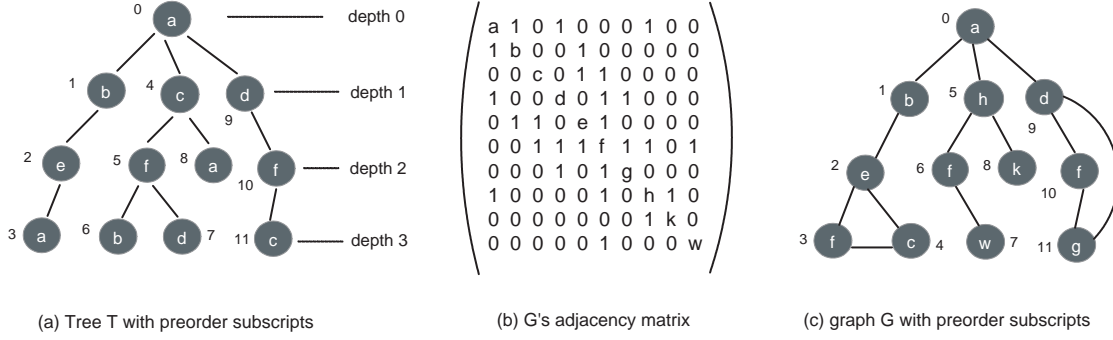 0 a depth 0
1 b 4 c d 9 depth 1
2 e 5 f 8 a 10 f depth 2
3 a 6 b d 7 11 c depth 3
(a) Tree T with preorder subscripts
a 1 0 1 0 0 0 1 0 0
1 b 0 0 1 0 0 0 0 0
0 0 c 0 1 1 0 0 0 0
1 0 0 d 0 1 1 0 0 0
0 1 1 0 e 1 0 0 0 0
0 0 1 1 1 f 1 1 0 1
0 0 0 1 0 1 g 0 0 0
1 0 0 0 0 1 0 h 1 0
0 0 0 0 0 0 0 1 k 0
0 0 0 0 0 1 0 0 0 w
(b) G's adjacency matrix
0 a
1 b 5 h d 9
2 e 6 f 8 k 10 f
3 f c 4 w 7 11 g
(c) graph G with preorder subscripts